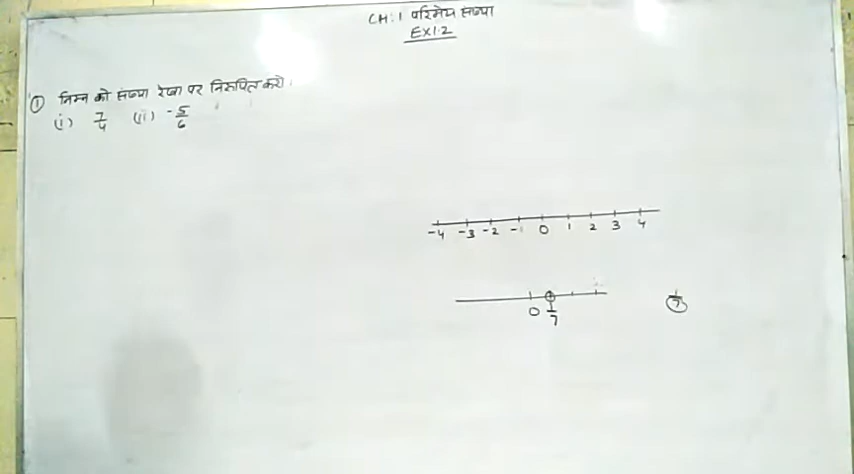 CH:1 परिमेय संख्या
EX1.2
① निम्न को संख्या रेखा पर निरुपित करो।
(i) 7/4 (ii) -5/6
-4 -3 -2 -1 0 1 2 3 4
0 1/7